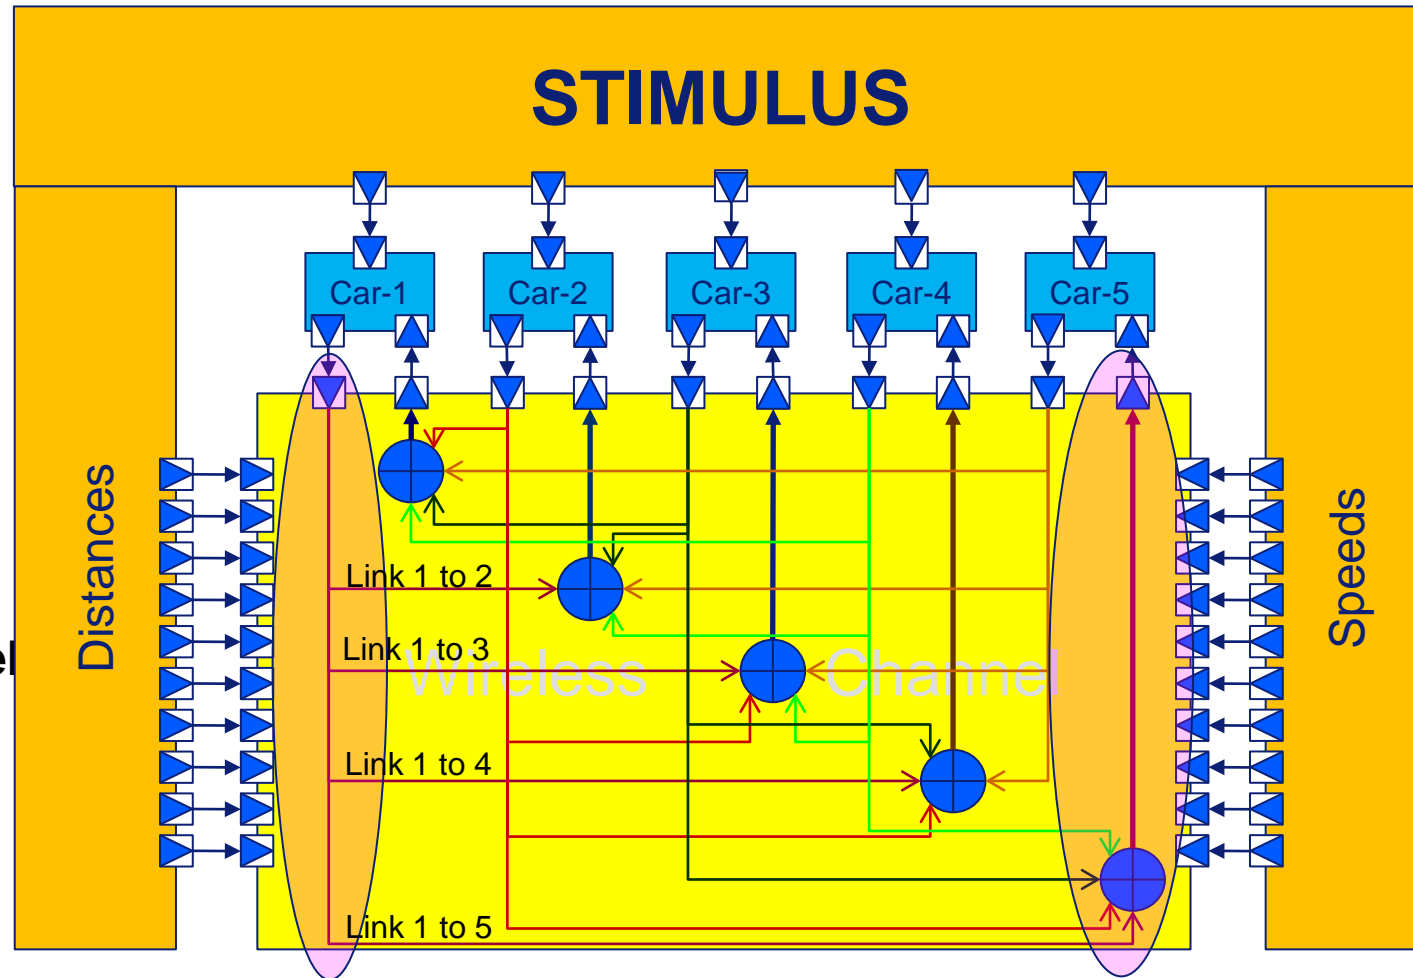 STIMULUS
Car-1
Car-2
Car-3
Car-4
Car-5
Distances
Speeds
Link 1 to 2
Link 1 to 3
Wireless Channel
el
Link 1 to 4
Link 1 to 5